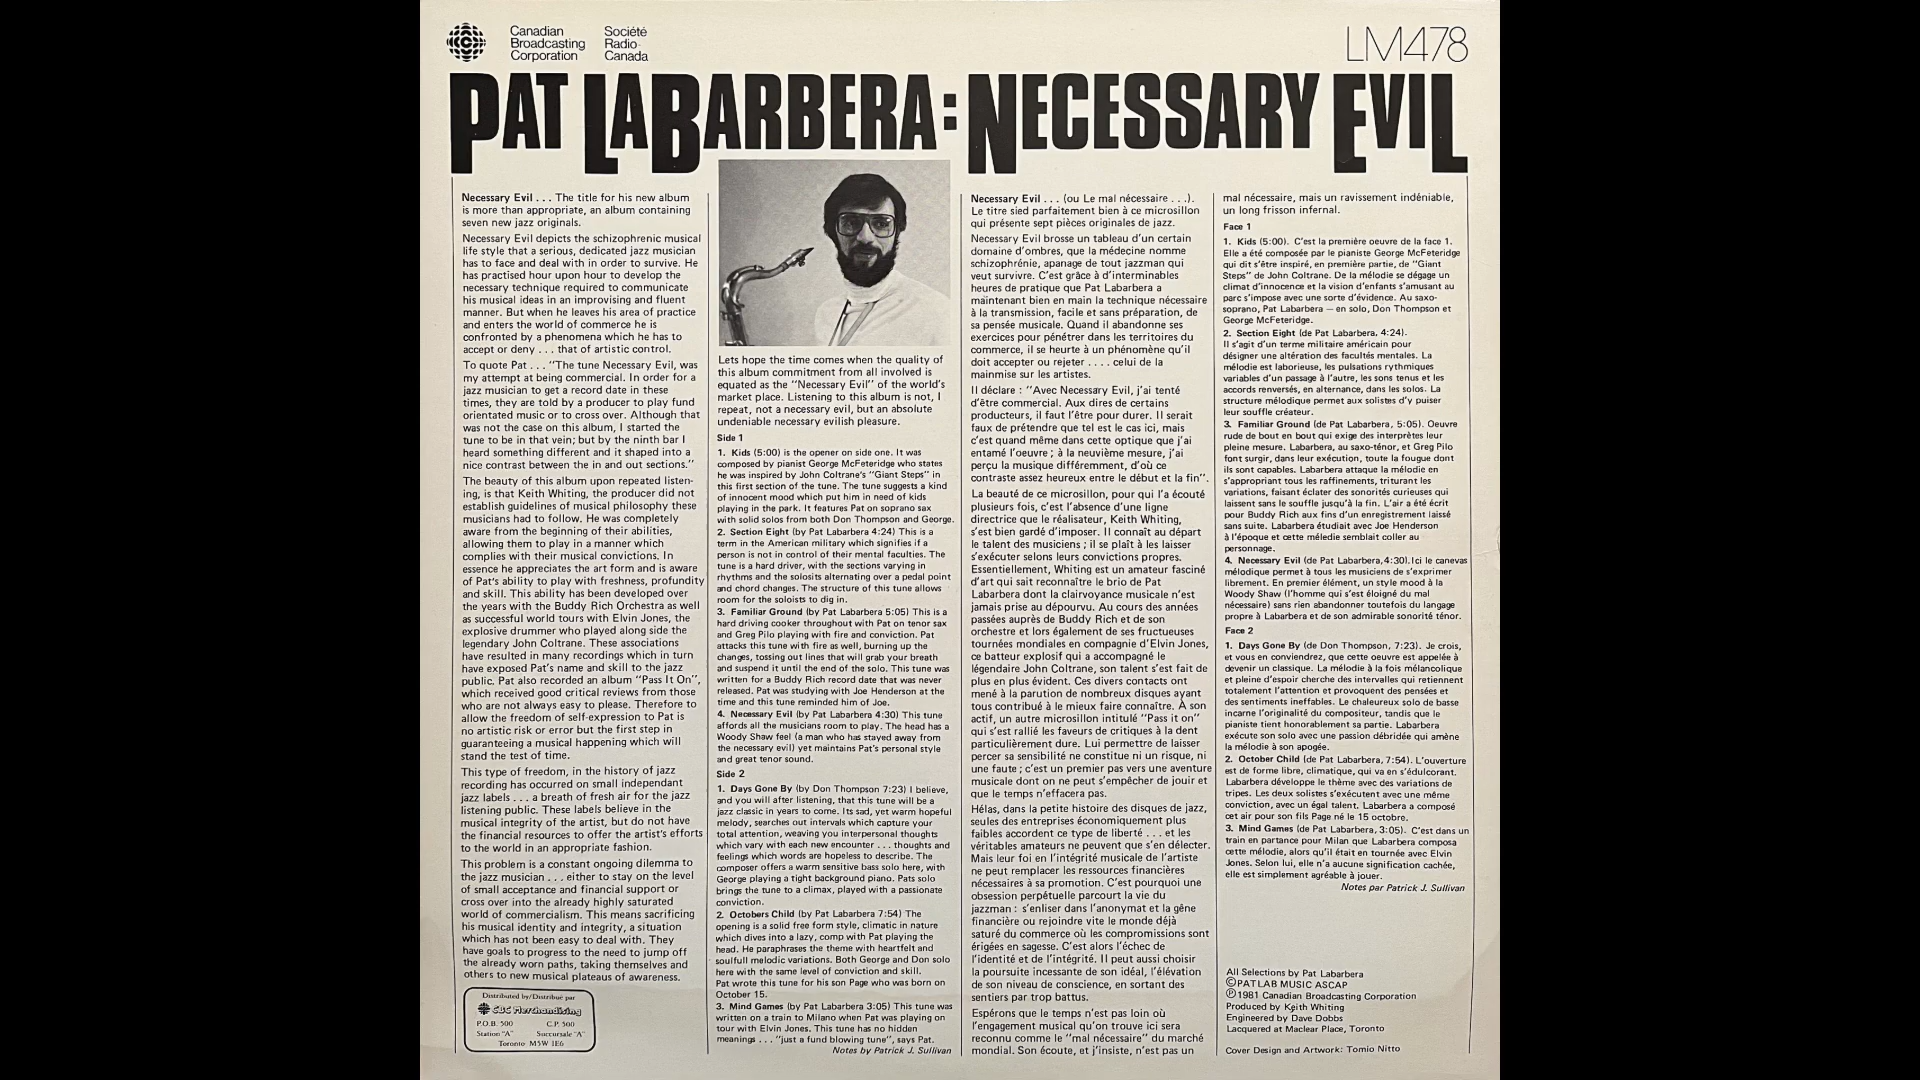 Canadian
Broadcasting
Corporation
Société
Radio-
Canada
LM478
PAT LABARBERA: NECESSARY EVIL
Necessary Evil . . . The title for his new album
is more than appropriate, an album containing
seven new jazz originals.
Necessary Evil depicts the schizophrenic musical
life style that a serious, dedicated jazz musician
has to face and deal with in order to survive. He
has practised hour upon hour to develop the
necessary technique required to communicate
his musical ideas in an improvising and fluent
manner. But when he leaves his area of practice
and enters the world of commerce he is
confronted by a phenomena which he has to
accept or deny . . . that of artistic control.
To quote Pat . . . "The tune Necessary Evil, was
my attempt at being commercial. In order for a
jazz musician to get a record date in these
times, they are told by a producer to play fund
orientated music or to cross over. Although that
was not the case on this album, I started the
tune to be in that vein; but by the ninth bar I
heard something different and it shaped into a
nice contrast between the in and out sections."
The beauty of this album upon repeated listen-
ing, is that Keith Whiting, the producer did not
establish guidelines of musical philosophy these
musicians had to follow. He was completely
aware from the beginning of their abilities,
allowing them to play in a manner which
complies with their musical convictions. In
essence he appreciates the art form and is aware
of Pat's ability to play with freshness, profundity
and skill. This ability has been developed over
the years with the Buddy Rich Orchestra as well
as successful world tours with Elvin Jones, the
explosive drummer who played along side the
legendary John Coltrane. These associations
have resulted in many recordings which in turn
have exposed Pat's name and skill to the jazz
public. Pat also recorded an album "Pass It On",
which received good critical reviews from those
who are not always easy to please. Therefore to
allow the freedom of self-expression to Pat is
no artistic risk or error but the first step in
guaranteeing a musical happening which will
stand the test of time.
This type of freedom, in the history of jazz
recording has occurred on small independant
jazz labels . . . a breath of fresh air for the jazz
listening public. These labels believe in the
musical integrity of the artist, but do not have
the financial resources to offer the artist's efforts
to the world in an appropriate fashion.
This problem is a constant ongoing dilemma to
the jazz musician . . . either to stay on the level
of small acceptance and financial support or
cross over into the already highly saturated
world of commercialism. This means sacrificing
his musical identity and integrity, a situation
which has not been easy to deal with. They
have goals to progress to the need to jump off
the already worn paths, taking themselves and
others to new musical plateaus of awareness.
Distributed by/Distribué par
CBC Merchandising
P.O.B. 500 C.P. 500
Station "A" Succursale "A"
Toronto M5W 1E6
Lets hope the time comes when the quality of
this album commitment from all involved is
equated as the "Necessary Evil" of the world's
market place. Listening to this album is not, I
repeat, not a necessary evil, but an absolute
undeniable necessary evilish pleasure.
Side 1
1. Kids (5:00) is the opener on side one. It was
composed by pianist George McFeteridge who states
he was inspired by John Coltrane's "Giant Steps" in
this first section of the tune. The tune suggests a kind
of innocent mood which put him in need of kids
playing in the park. It features Pat on soprano sax
with solid solos from both Don Thompson and George.
2. Section Eight (by Pat Labarbera 4:24) This is a
term in the American military which signifies if a
person is not in control of their mental faculties. The
tune is a hard driver, with the sections varying in
rhythms and the solosits alternating over a pedal point
and chord changes. The structure of this tune allows
room for the soloists to dig in.
3. Familiar Ground (by Pat Labarbera 5:05) This is a
hard driving cooker throughout with Pat on tenor sax
and Greg Pilo playing with fire and conviction. Pat
attacks this tune with fire as well, burning up the
changes, tossing out lines that will grab your breath
and suspend it until the end of the solo. This tune was
written for a Buddy Rich record date that was never
released. Pat was studying with Joe Henderson at the
time and this tune reminded him of Joe.
4. Necessary Evil (by Pat Labarbera 4:30) This tune
affords all the musicians room to play. The head has a
Woody Shaw feel (a man who has stayed away from
the necessary evil) yet maintains Pat's personal style
and great tenor sound.
Side 2
1. Days Gone By (by Don Thompson 7:23) I believe,
and you will after listening, that this tune will be a
jazz classic in years to come. Its sad, yet warm hopeful
melody, searches out intervals which capture your
total attention, weaving you interpersonal thoughts
which vary with each new encounter . . . thoughts and
feelings which words are hopeless to describe. The
composer offers a warm sensitive bass solo here, with
George playing a tight background piano. Pats solo
brings the tune to a climax, played with a passionate
conviction.
2. Octobers Child (by Pat Labarbera 7:54) The
opening is a solid free form style, climatic in nature
which dives into a lazy, comp with Pat playing the
head. He paraphrases the theme with heartfelt and
soulfull melodic variations. Both George and Don solo
here with the same level of conviction and skill.
Pat wrote this tune for his son Page who was born on
October 15.
3. Mind Games (by Pat Labarbera 3:05) This tune was
written on a train to Milano when Pat was playing on
tour with Elvin Jones. This tune has no hidden
meanings . . . "just a fund blowing tune", says Pat.
Notes by Patrick J. Sullivan
Necessary Evil . . . (ou Le mal nécessaire . . .).
Le titre sied parfaitement bien à ce microsillon
qui présente sept pièces originales de jazz.
Necessary Evil brosse un tableau d'un certain
domaine d'ombres, que la médecine nomme
schizophrénie, apanage de tout jazzman qui
veut survivre. C'est grâce à d'interminables
heures de pratique que Pat Labarbera a
maintenant bien en main la technique nécessaire
à la transmission, facile et sans préparation, de
sa pensée musicale. Quand il abandonne ses
exercices pour pénétrer dans les territoires du
commerce, il se heurte à un phénomène qu'il
doit accepter ou rejeter . . . . celui de la
mainmise sur les artistes.
Il déclare : "Avec Necessary Evil, j'ai tenté
d'être commercial. Aux dires de certains
producteurs, il faut l'être pour durer. Il serait
faux de prétendre que tel est le cas ici, mais
c'est quand même dans cette optique que j'ai
entamé l'oeuvre ; à la neuvième mesure, j'ai
perçu la musique différemment, d'où ce
contraste assez heureux entre le début et la fin".
La beauté de ce microsillon, pour qui l'a écouté
plusieurs fois, c'est l'absence d'une ligne
directrice que le réalisateur, Keith Whiting,
s'est bien gardé d'imposer. Il connaît au départ
le talent des musiciens ; il se plaît à les laisser
s'exécuter selons leurs convictions propres.
Essentiellement, Whiting est un amateur fasciné
d'art qui sait reconnaître le brio de Pat
Labarbera dont la clairvoyance musicale n'est
jamais prise au dépourvu. Au cours des années
passées auprès de Buddy Rich et de son
orchestre et lors également de ses fructueuses
tournées mondiales en compagnie d'Elvin Jones,
ce batteur explosif qui a accompagné le
légendaire John Coltrane, son talent s'est fait de
plus en plus évident. Ces divers contacts ont
mené à la parution de nombreux disques ayant
tous contribué à le mieux faire connaître. À son
actif, un autre microsillon intitulé "Pass it on"
qui s'est rallié les faveurs de critiques à la dent
particulièrement dure. Lui permettre de laisser
percer sa sensibilité ne constitue ni un risque, ni
une faute ; c'est un premier pas vers une aventure
musicale dont on ne peut s'empêcher de jouir et
que le temps n'effacera pas.
Hélas, dans la petite histoire des disques de jazz,
seules des entreprises économiquement plus
faibles accordent ce type de liberté . . . et les
véritables amateurs ne peuvent que s'en délecter.
Mais leur foi en l'intégrité musicale de l'artiste
ne peut remplacer les ressources financières
nécessaires à sa promotion. C'est pourquoi une
obsession perpétuelle parcourt la vie du
jazzman : s'enliser dans l'anonymat et la gêne
financière ou rejoindre vite le monde déjà
saturé du commerce où les compromissions sont
érigées en sagesse. C'est alors l'échec de
l'identité et de l'intégrité. Il peut aussi choisir
la poursuite incessante de son idéal, l'élévation
de son niveau de conscience, en sortant des
sentiers par trop battus.
Espérons que le temps n'est pas loin où
l'engagement musical qu'on trouve ici sera
reconnu comme le "mal nécessaire" du marché
mondial. Son écoute, et j'insiste, n'est pas un
mal nécessaire, mais un ravissement indéniable,
un long frisson infernal.
Face 1
1. Kids (5:00). C'est la première oeuvre de la face 1.
Elle a été composée par le pianiste George McFeteridge
qui dit s'être inspiré, en première partie, de "Giant
Steps" de John Coltrane. De la mélodie se dégage un
climat d'innocence et la vision d'enfants s'amusant au
parc s'impose avec une sorte d'évidence. Au saxo-
soprano, Pat Labarbera — en solo, Don Thompson et
George McFeteridge.
2. Section Eight (de Pat Labarbera, 4:24).
Il s'agit d'un terme militaire américain pour
désigner une altération des facultés mentales. La
mélodie est laborieuse, les pulsations rythmiques
variables d'un passage à l'autre, les sons tenus et les
accords renversés, en alternance, dans les solos. La
structure mélodique permet aux solistes d'y puiser
leur souffle créateur.
3. Familiar Ground (de Pat Labarbera, 5:05). Oeuvre
rude de bout en bout qui exige des interprètes leur
pleine mesure. Labarbera, au saxo-ténor, et Greg Pilo
font surgir, dans leur exécution, toute la fougue dont
ils sont capables. Labarbera attaque la mélodie en
s'appropriant tous les raffinements, triturant les
variations, faisant éclater des sonorités curieuses qui
laissent sans le souffle jusqu'à la fin. L'air a été écrit
pour Buddy Rich aux fins d'un enregistrement laissé
sans suite. Labarbera étudiait avec Joe Henderson
à l'époque et cette mélodie semblait coller au
personnage.
4. Necessary Evil (de Pat Labarbera,4:30). Ici le canevas
mélodique permet à tous les musiciens de s'exprimer
librement. En premier élément, un style mood à la
Woody Shaw (l'homme qui s'est éloigné du mal
nécessaire) sans rien abandonner toutefois du langage
propre à Labarbera et de son admirable sonorité ténor.
Face 2
1. Days Gone By (de Don Thompson, 7:23). Je crois,
et vous en conviendrez, que cette oeuvre est appelée à
devenir un classique. La mélodie à la fois mélancolique
et pleine d'espoir cherche des intervalles qui retiennent
totalement l'attention et provoquent des pensées et
des sentiments ineffables. Le chaleureux solo de basse
incarne l'originalité du compositeur, tandis que le
pianiste tient honorablement sa partie. Labarbera
exécute son solo avec une passion débridée qui amène
la mélodie à son apogée.
2. October Child (de Pat Labarbera, 7:54). L'ouverture
est de forme libre, climatique, qui va en s'édulcorant.
Labarbera développe le thème avec des variations de
tripes. Les deux solistes s'exécutent avec une même
conviction, avec un égal talent. Labarbera a composé
cet air pour son fils Page né le 15 octobre.
3. Mind Games (de Pat Labarbera, 3:05). C'est dans un
train en partance pour Milan que Labarbera composa
cette mélodie, alors qu'il était en tournée avec Elvin
Jones. Selon lui, elle n'a aucune signification cachée,
elle est simplement agréable à jouer.
Notes par Patrick J. Sullivan
All Selections by Pat Labarbera
©PATLAB MUSIC ASCAP
℗1981 Canadian Broadcasting Corporation
Produced by Keith Whiting
Engineered by Dave Dobbs
Lacquered at Maclear Place, Toronto
Cover Design and Artwork: Tomio Nitto